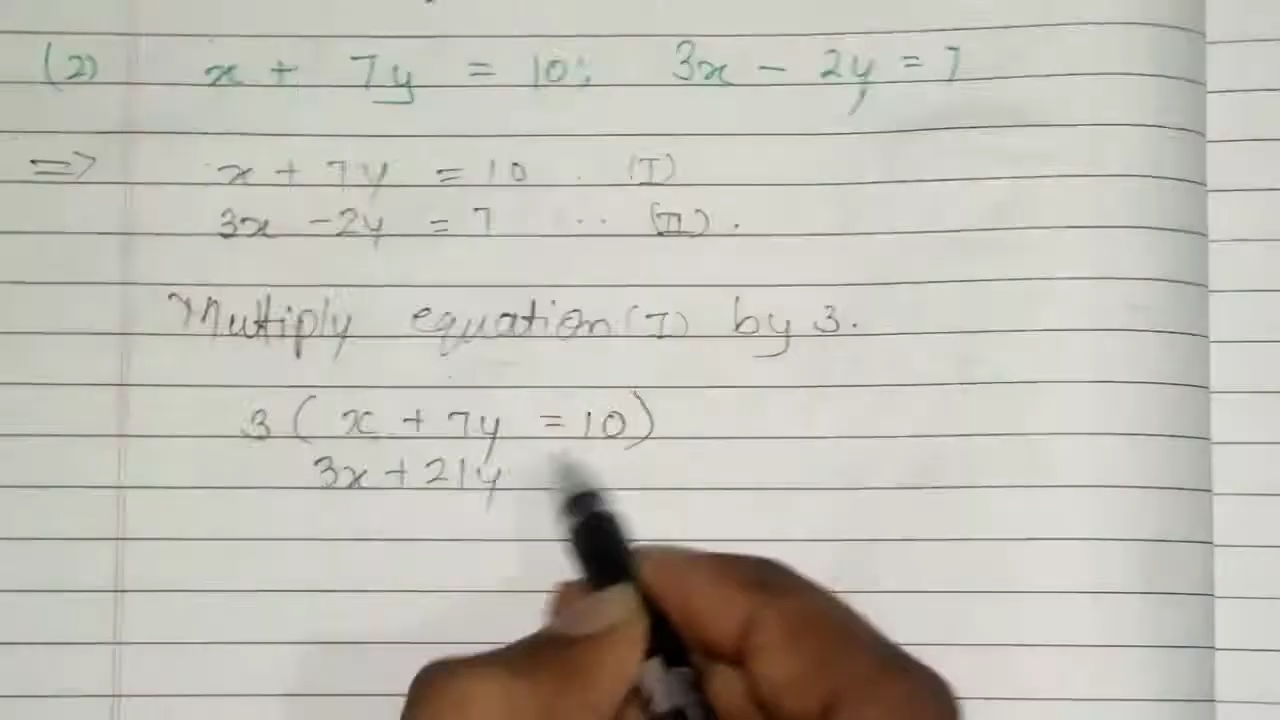 (2) x + 7y = 10; 3x - 2y = 7
=> x + 7y = 10 . (I)
3x - 2y = 7 .. (II).
Multiply equation (I) by 3.
3 ( x + 7y = 10)
3x + 21y